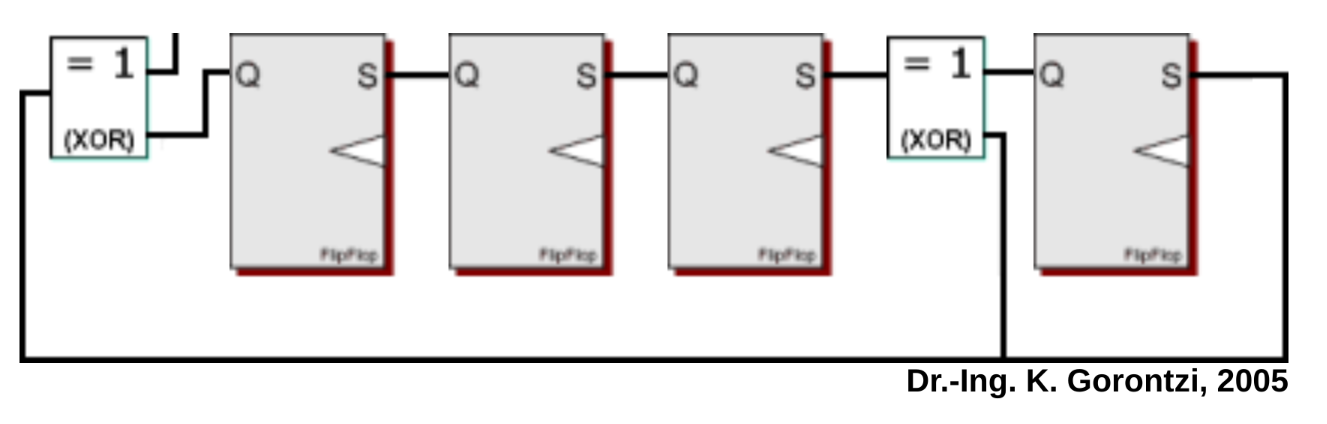 = 1
(XOR)
Q S
FlipFlop
Q S
FlipFlop
Q S
FlipFlop
= 1
(XOR)
Q S
FlipFlop
Dr.-Ing. K. Gorontzi, 2005